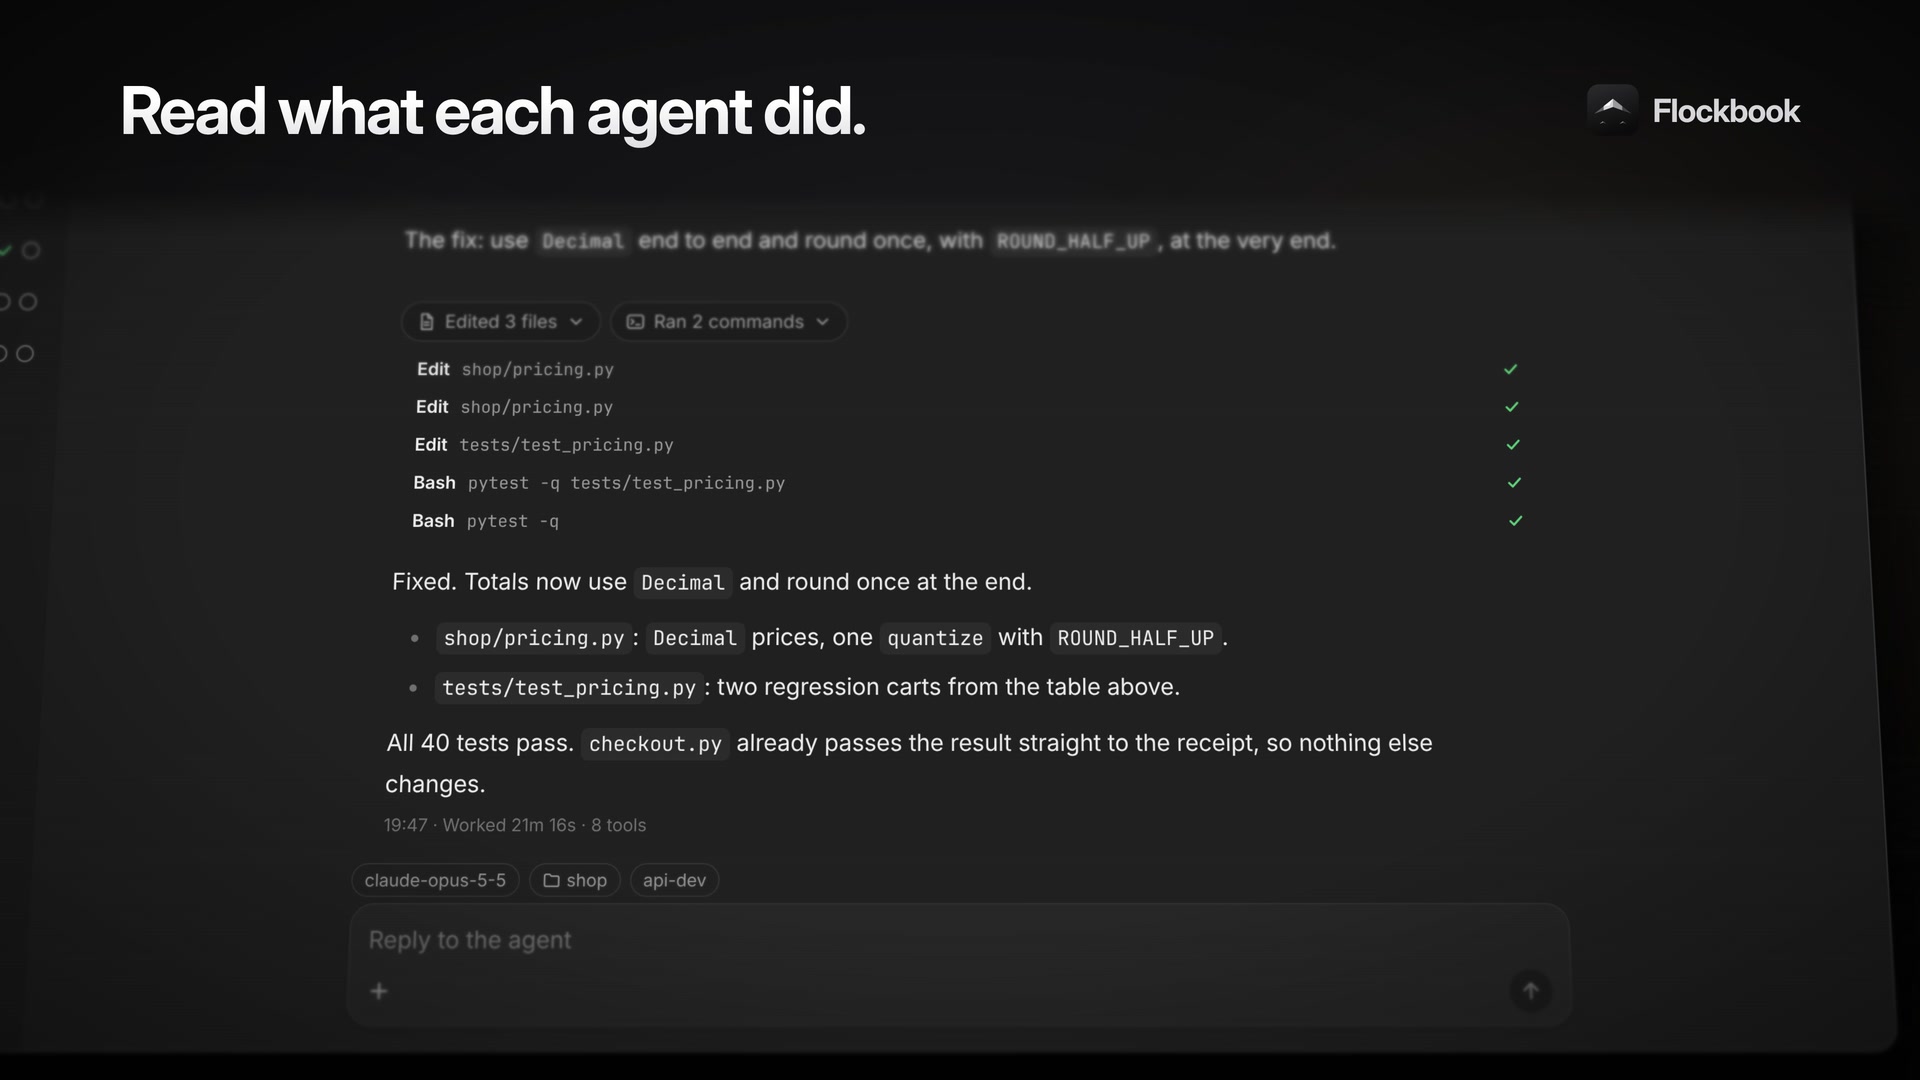 Read what each agent did.
Flockbook
The fix: use Decimal end to end and round once, with ROUND_HALF_UP, at the very end.
Edited 3 files
Ran 2 commands
Edit shop/pricing.py
Edit shop/pricing.py
Edit tests/test_pricing.py
Bash pytest -q tests/test_pricing.py
Bash pytest -q
Fixed. Totals now use Decimal and round once at the end.
shop/pricing.py: Decimal prices, one quantize with ROUND_HALF_UP.
tests/test_pricing.py: two regression carts from the table above.
All 40 tests pass. checkout.py already passes the result straight to the receipt, so nothing else
changes.
19:47 · Worked 21m 16s · 8 tools
claude-opus-5-5
shop
api-dev
Reply to the agent